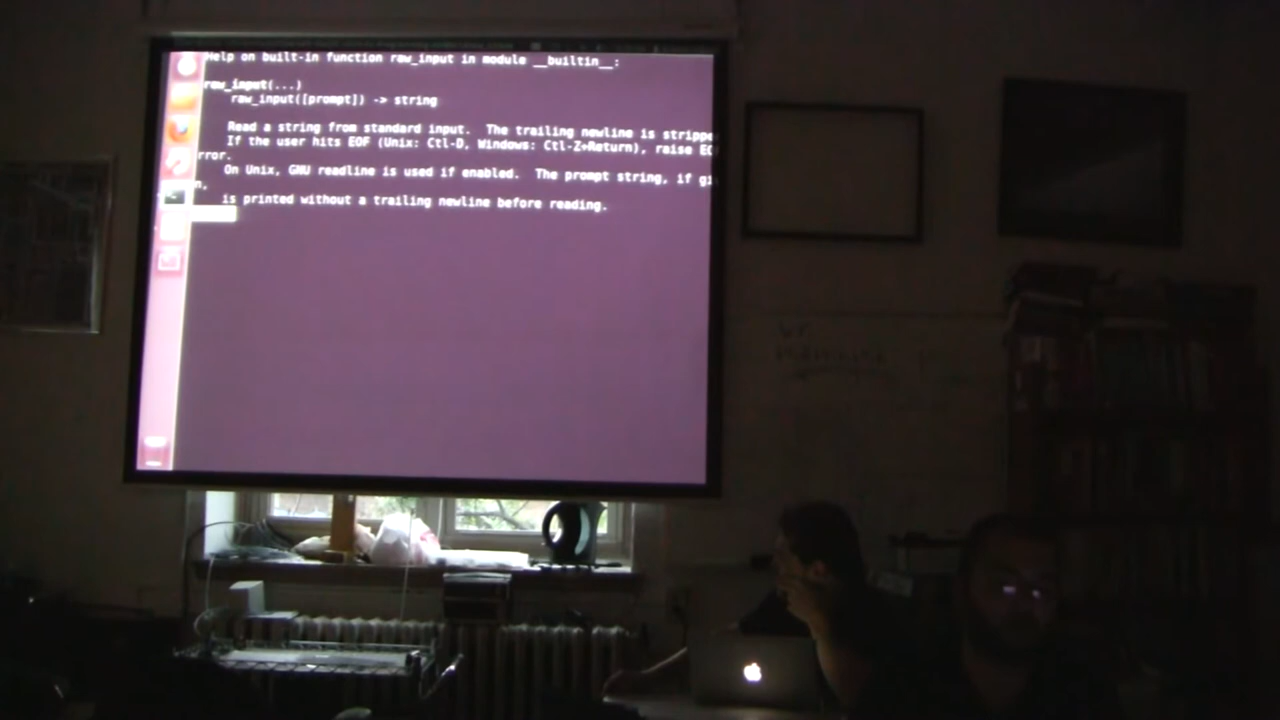 Help on built-in function raw_input in module __builtin__:
raw_input(...)
raw_input([prompt]) -> string
Read a string from standard input. The trailing newline is strippe
If the user hits EOF (Unix: Ctl-D, Windows: Ctl-Z+Return), raise EO
rror.
On Unix, GNU readline is used if enabled. The prompt string, if gi
n,
is printed without a trailing newline before reading.